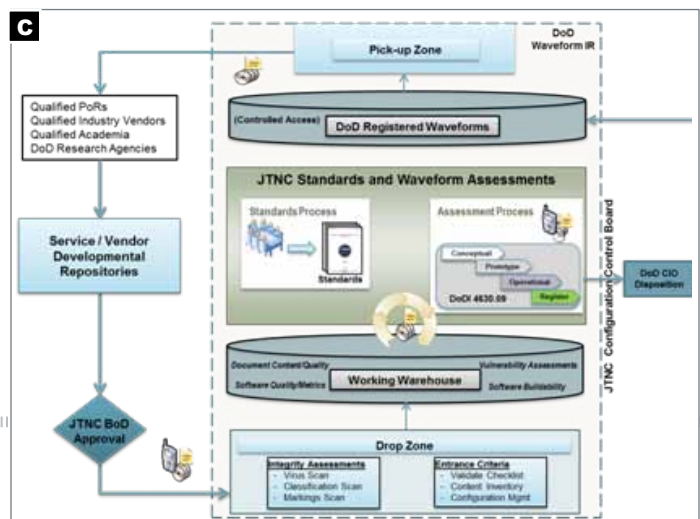 C
Pick-up Zone
DoD
Waveform IR
Qualified PoRs
Qualified Industry Vendors
Qualified Academia
DoD Research Agencies
(Controlled Access)
DoD Registered Waveforms
JTNC Standards and Waveform Assessments
Standards Process
Standards
Assessment Process
Conceptual
Prototype
Operational
Register
DoDI 4630.09
Service / Vendor
Developmental
Repositories
DoD CIO
Disposition
JTNC Configuration Control Board
Document Content/Quality
Vulnerability Assessments
Software Quality/Metrics
Working Warehouse
Software Buildability
JTNC BoD
Approval
Drop Zone
Integrity Assessments
- Virus Scan
- Classification Scan
- Markings Scan
Entrance Criteria
- Validate Checklist
- Content Inventory
- Configuration Mgmt